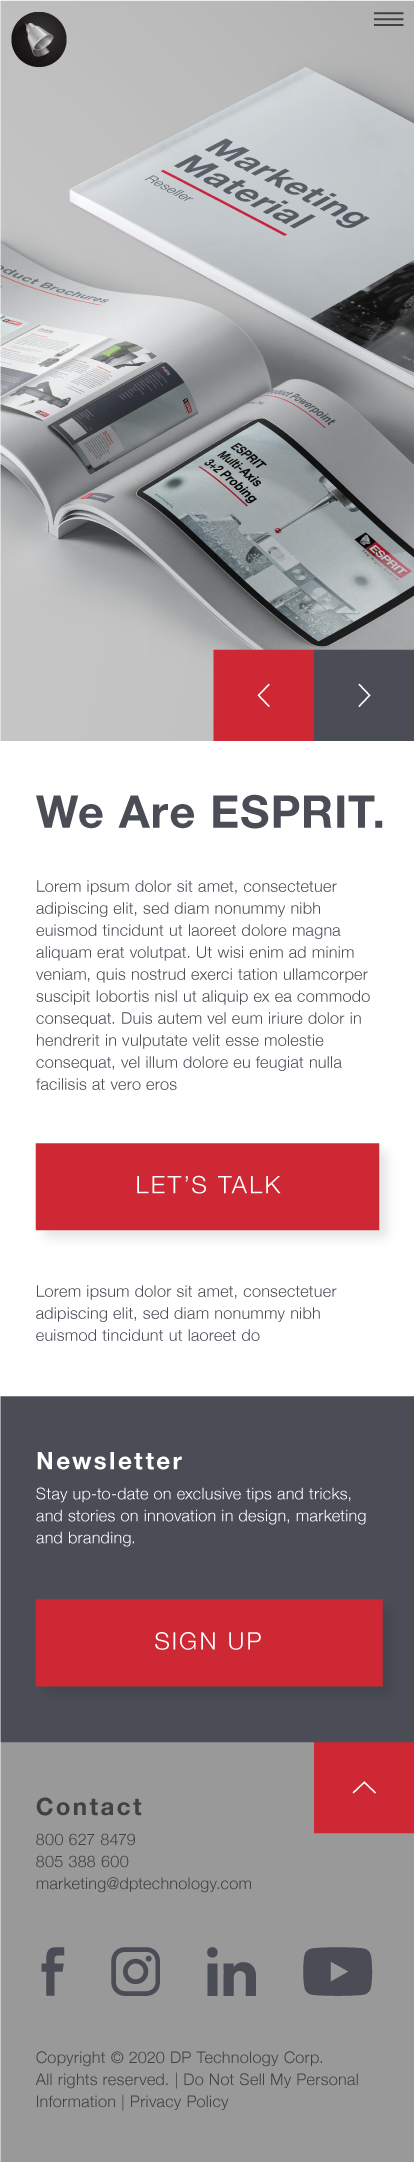 Marketing
Material
Reseller
Product Brochures
Product Powerpoint
ESPRIT
Multi-Axis
3+2 Probing
ESPRIT
We Are ESPRIT.
Lorem ipsum dolor sit amet, consectetuer
adipiscing elit, sed diam nonummy nibh
euismod tincidunt ut laoreet dolore magna
aliquam erat volutpat. Ut wisi enim ad minim
veniam, quis nostrud exerci tation ullamcorper
suscipit lobortis nisl ut aliquip ex ea commodo
consequat. Duis autem vel eum iriure dolor in
hendrerit in vulputate velit esse molestie
consequat, vel illum dolore eu feugiat nulla
facilisis at vero eros
LET'S TALK
Lorem ipsum dolor sit amet, consectetuer
adipiscing elit, sed diam nonummy nibh
euismod tincidunt ut laoreet do
Newsletter
Stay up-to-date on exclusive tips and tricks,
and stories on innovation in design, marketing
and branding.
SIGN UP
Contact
800 627 8479
805 388 600
marketing@dptechnology.com
Copyright © 2020 DP Technology Corp.
All rights reserved. | Do Not Sell My Personal
Information | Privacy Policy